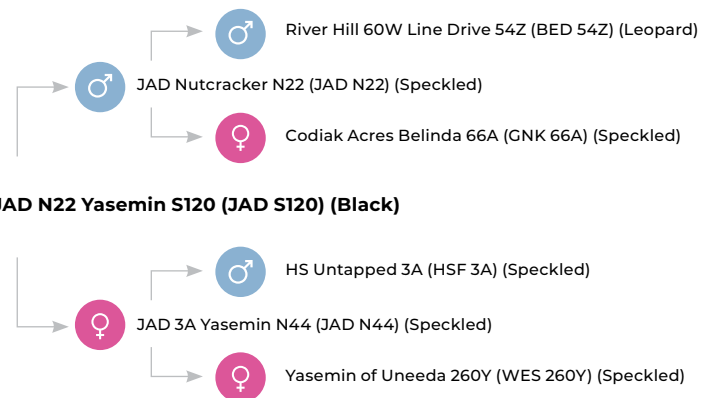 River Hill 60W Line Drive 54Z (BED 54Z) (Leopard)
JAD Nutcracker N22 (JAD N22) (Speckled)
Codiak Acres Belinda 66A (GNK 66A) (Speckled)
JAD N22 Yasemin S120 (JAD S120) (Black)
HS Untapped 3A (HSF 3A) (Speckled)
JAD 3A Yasemin N44 (JAD N44) (Speckled)
Yasemin of Uneeda 260Y (WES 260Y) (Speckled)